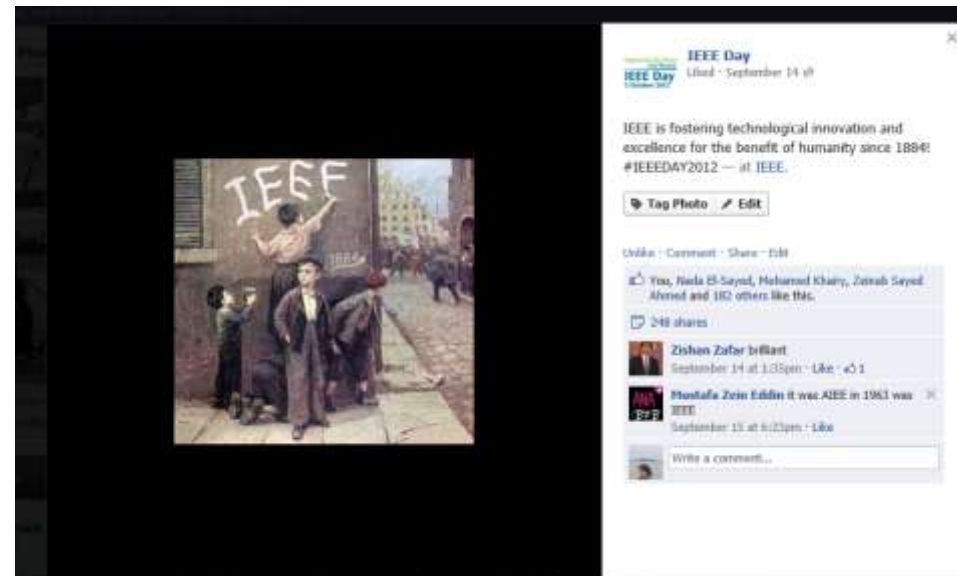 IEEE
1884
IEEE Day
IEEE Day
Liked · September 14
IEEE is fostering technological innovation and
excellence for the benefit of humanity since 1884!
#IEEEDAY2012 — at IEEE.
Tag Photo Edit
Unlike · Comment · Share · Edit
You, Nada El-Sayed, Mohamed Khairy, Zainab Sayed
Ahmed and 182 others like this.
248 shares
Zishan Zafar brilliant
September 14 at 1:35pm · Like · 1
Mostafa Zein Eddin it was AIEE in 1963 was
IEEE
September 15 at 6:23pm · Like
Write a comment...